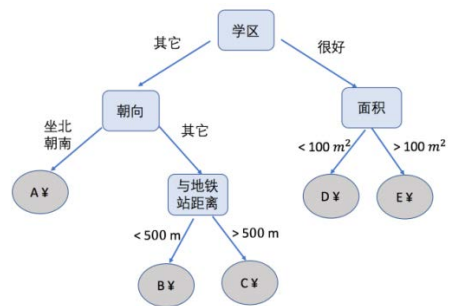 学区
其它
很好
朝向
面积
坐北
朝南
其它
< 100 m²
> 100 m²
A ¥
与地铁
站距离
D ¥
E ¥
< 500 m
> 500 m
B ¥
C ¥